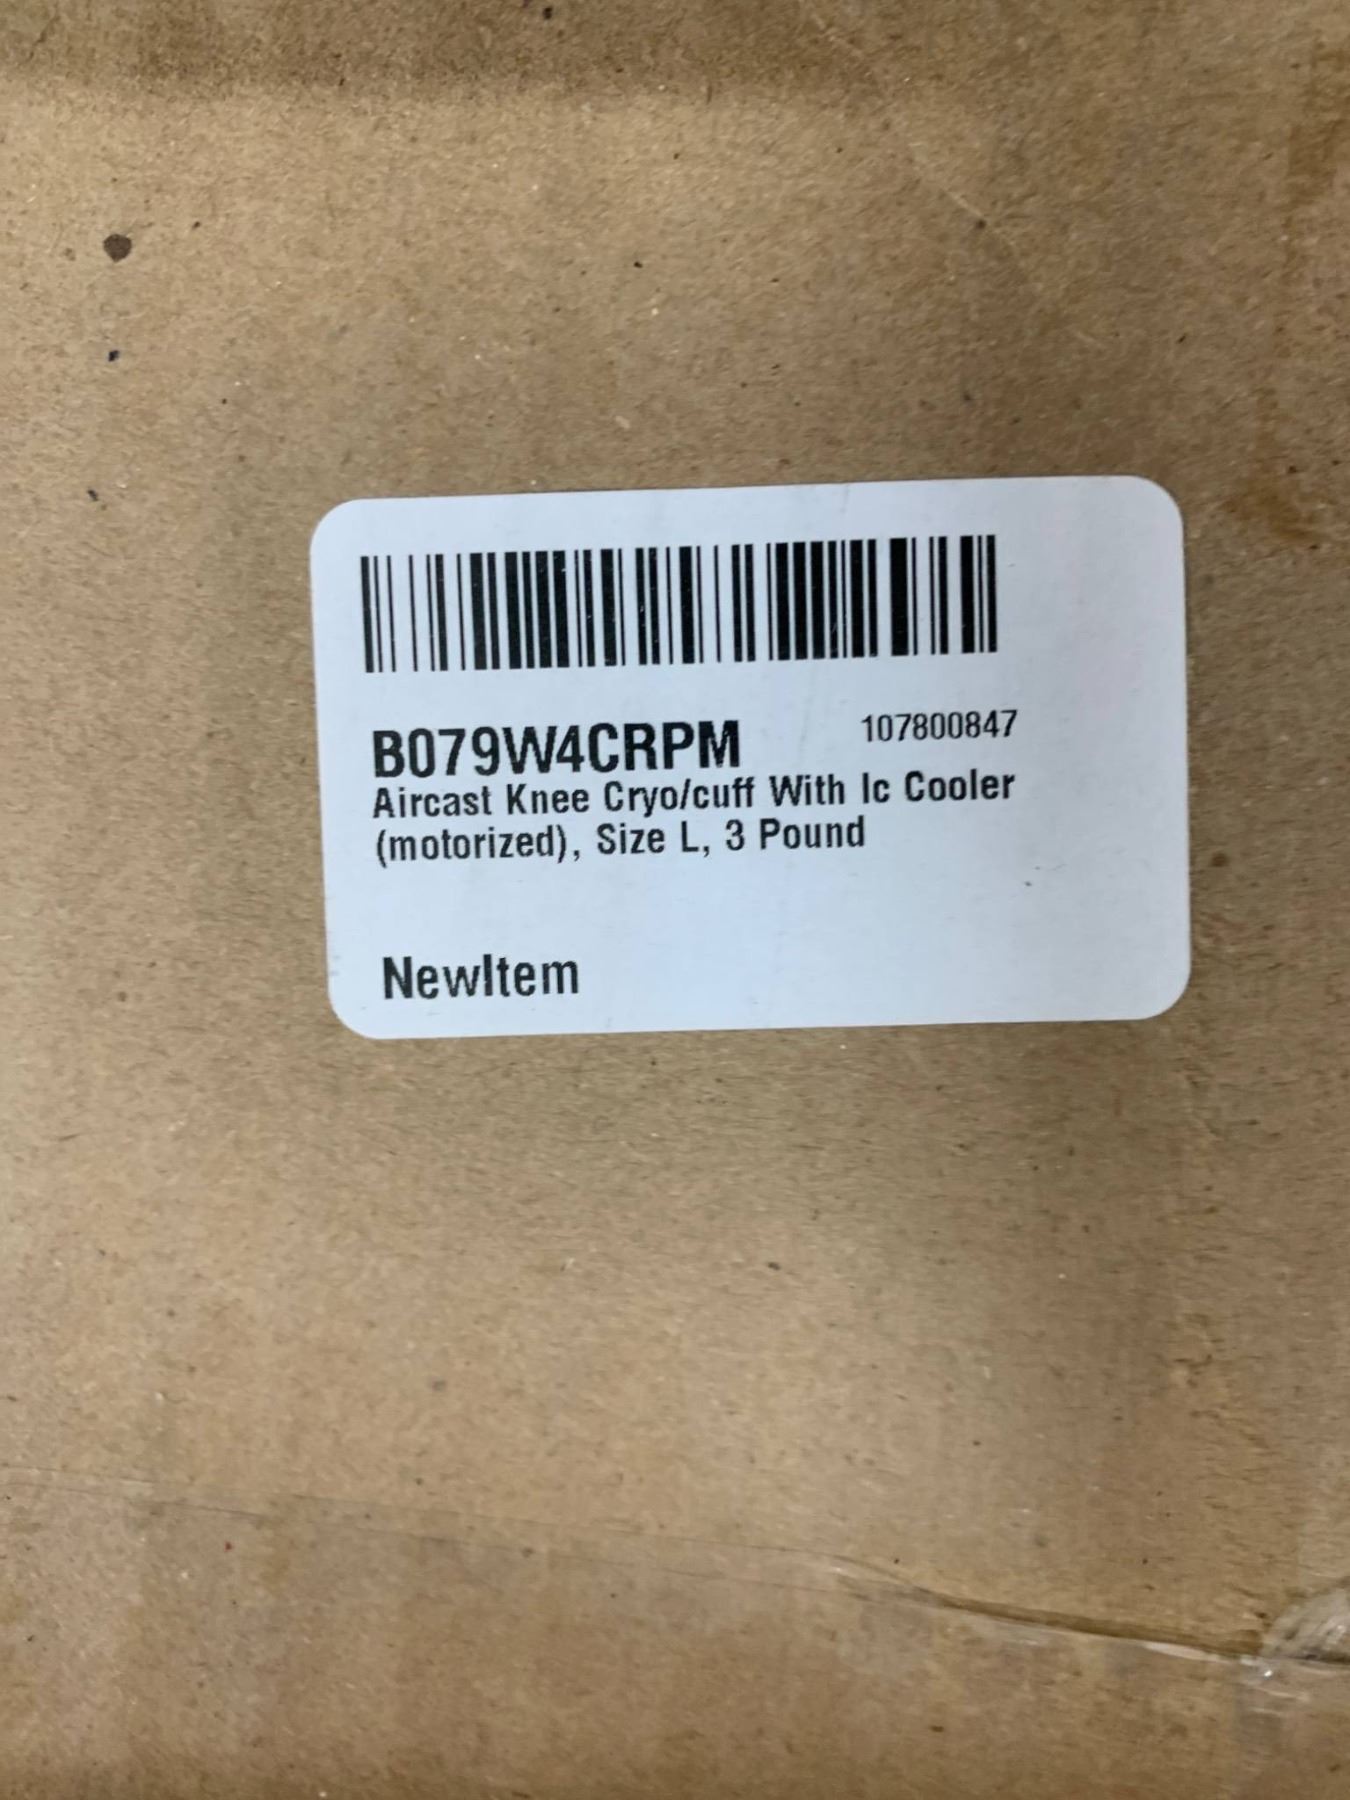 B079W4CRPM 107800847
Aircast Knee Cryo/cuff With Ic Cooler
(motorized), Size L, 3 Pound
NewItem